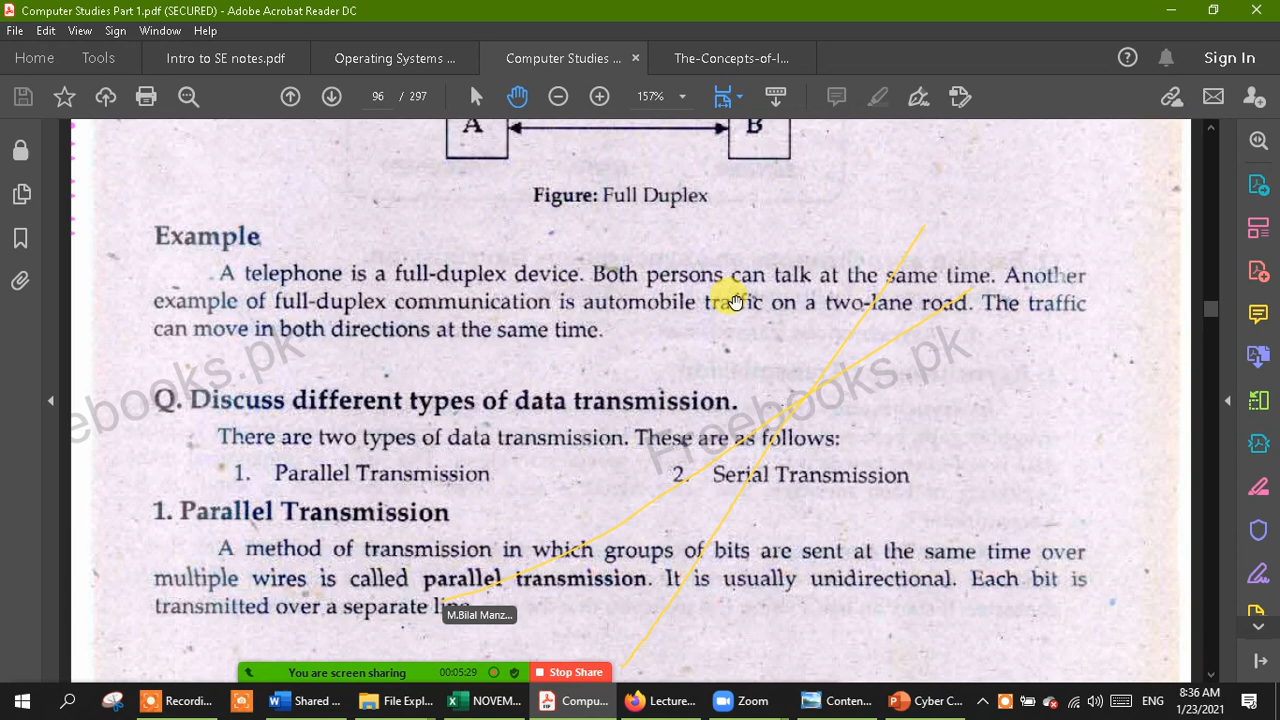 Computer Studies Part 1.pdf (SECURED) - Adobe Acrobat Reader DC
File Edit View Sign Window Help
Home Tools Intro to SE notes.pdf Operating Systems ... Computer Studies ... × The-Concepts-of-I... Sign In
96 / 297 157%
A B
Figure: Full Duplex
Example
A telephone is a full-duplex device. Both persons can talk at the same time. Another
example of full-duplex communication is automobile traffic on a two-lane road. The traffic
can move in both directions at the same time.
Q. Discuss different types of data transmission.
There are two types of data transmission. These are as follows:
1. Parallel Transmission 2. Serial Transmission
1. Parallel Transmission
A method of transmission in which groups of bits are sent at the same time over
multiple wires is called parallel transmission. It is usually unidirectional. Each bit is
transmitted over a separate line.
M.Bilal Manz...
Freebooks.pk
eebooks.pk
You are screen sharing 00:05:29 Stop Share
Recordi... Shared ... File Expl... NOVEM... Compu... Lecture... Zoom Conten... Cyber C... ENG 8:36 AM
1/23/2021